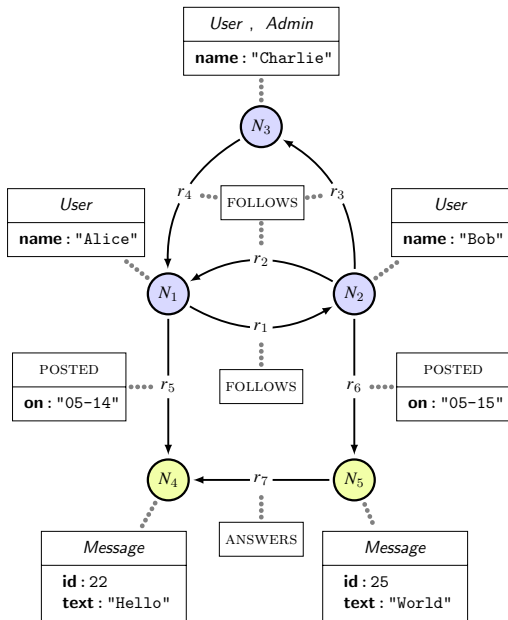 User , Admin
name : "Charlie"
N3
r4
FOLLOWS
r3
User
name : "Alice"
User
name : "Bob"
r2
N1
N2
r1
POSTED
on : "05-14"
r5
FOLLOWS
r6
POSTED
on : "05-15"
N4
r7
N5
ANSWERS
Message
id : 22
text : "Hello"
Message
id : 25
text : "World"